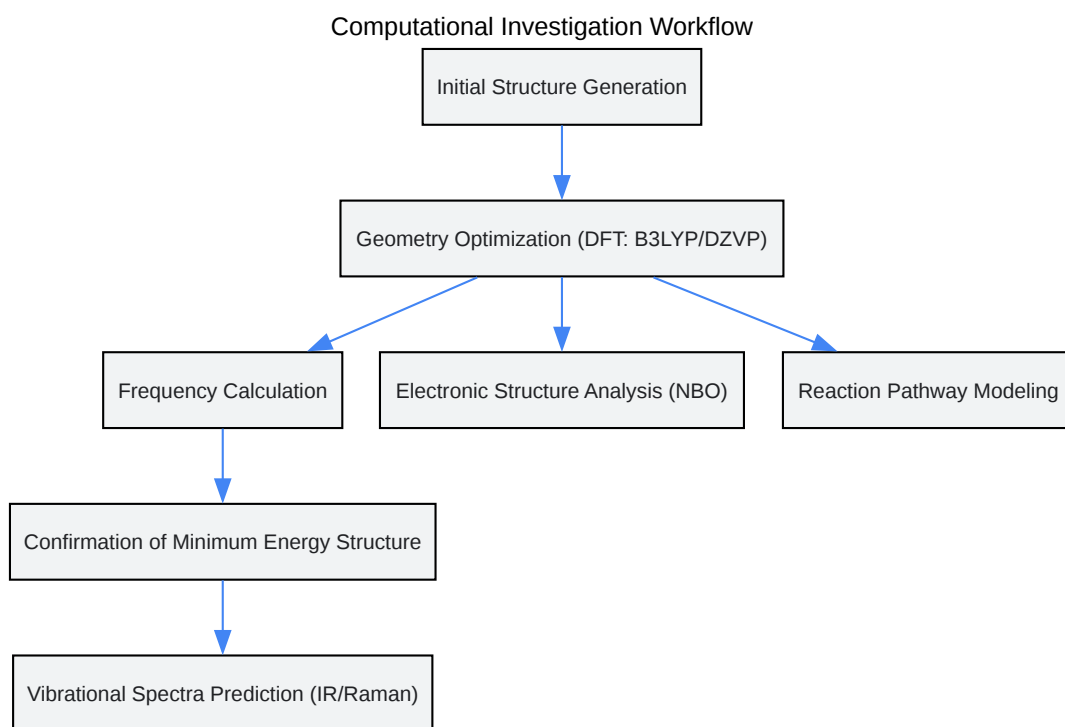 Computational Investigation Workflow
Initial Structure Generation
Geometry Optimization (DFT: B3LYP/DZVP)
Frequency Calculation
Electronic Structure Analysis (NBO)
Reaction Pathway Modeling
Confirmation of Minimum Energy Structure
Vibrational Spectra Prediction (IR/Raman)